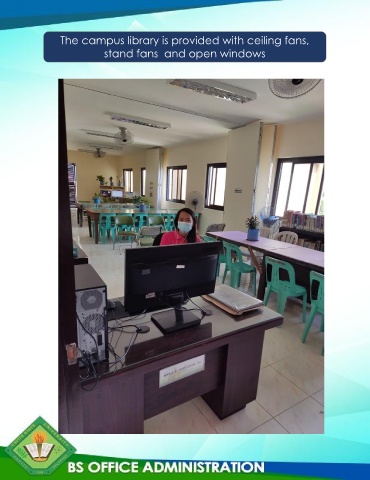 The campus library is provided with ceiling fans,
stand fans  and open windows
BS OFFICE ADMINISTRATION